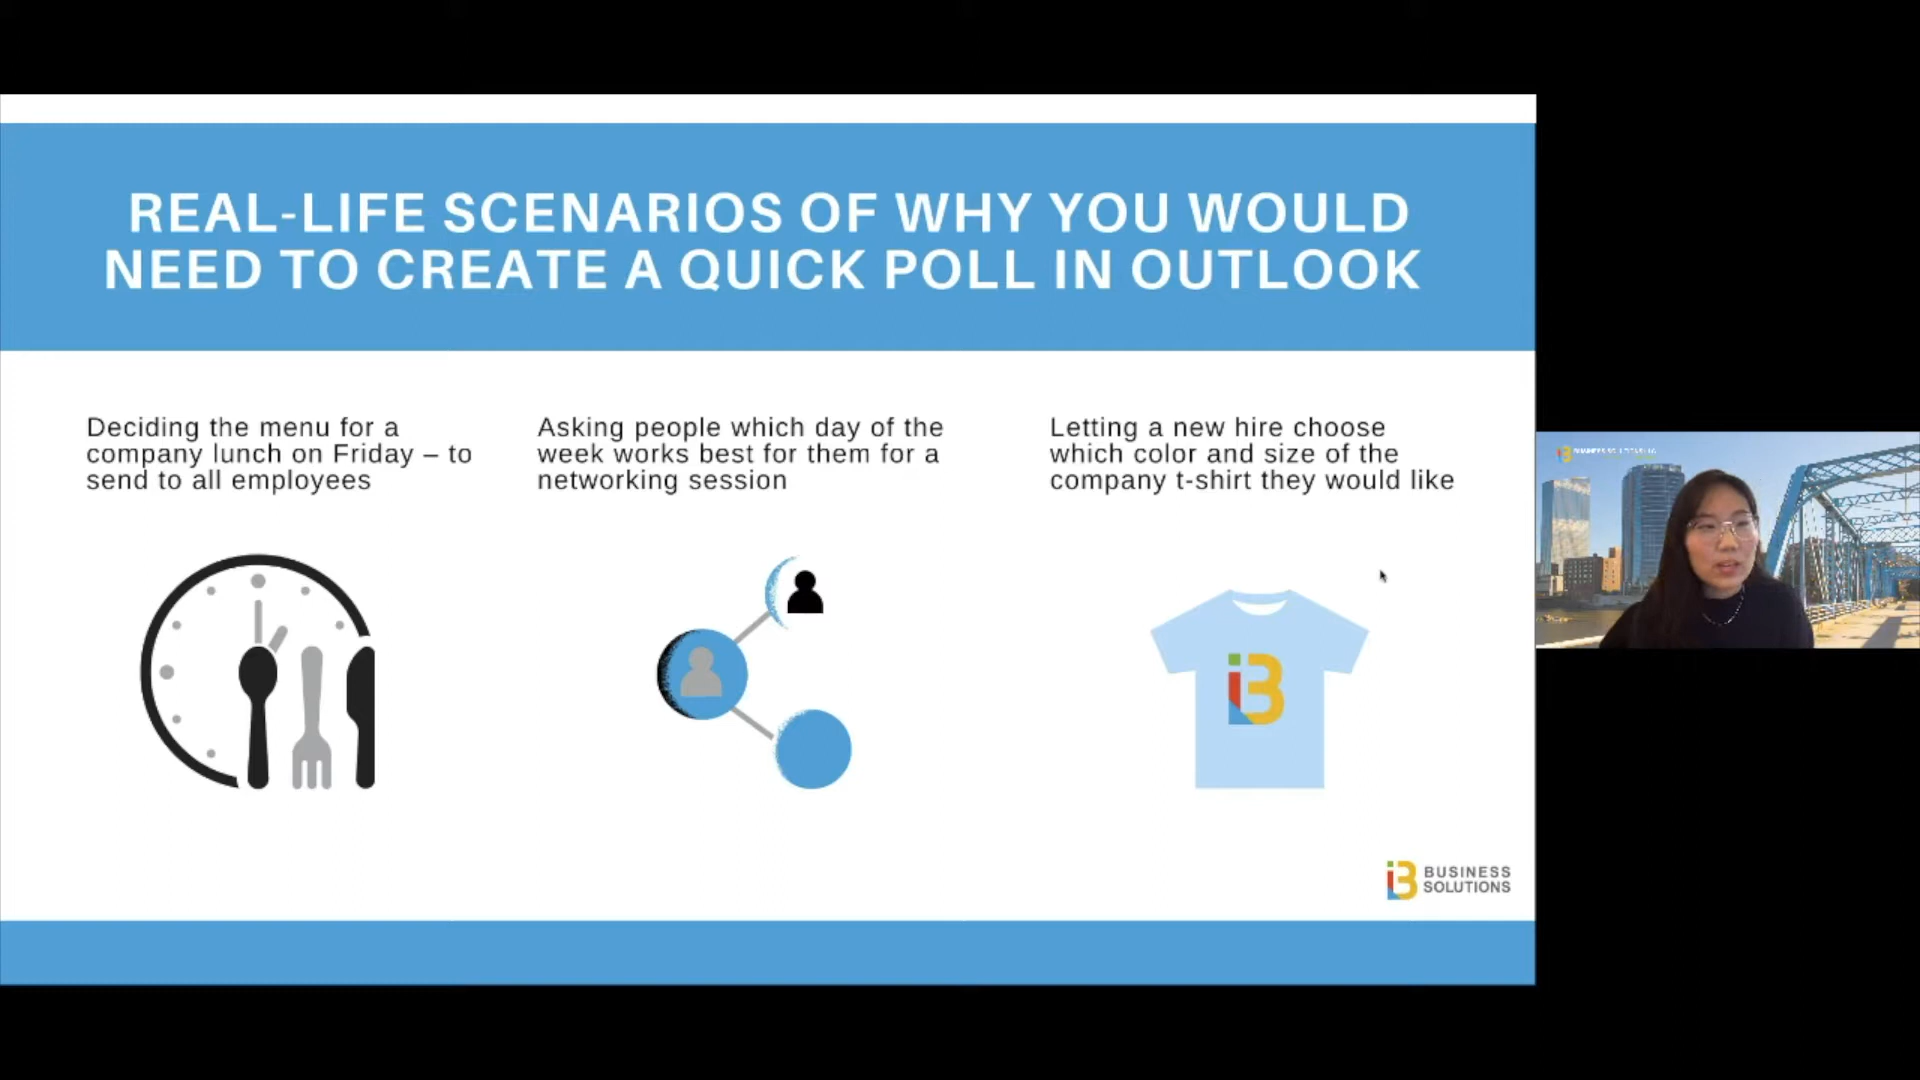 REAL-LIFE SCENARIOS OF WHY YOU WOULD
NEED TO CREATE A QUICK POLL IN OUTLOOK
Deciding the menu for a
company lunch on Friday – to
send to all employees
Asking people which day of the
week works best for them for a
networking session
Letting a new hire choose
which color and size of the
company t-shirt they would like
iB
iB BUSINESS
SOLUTIONS